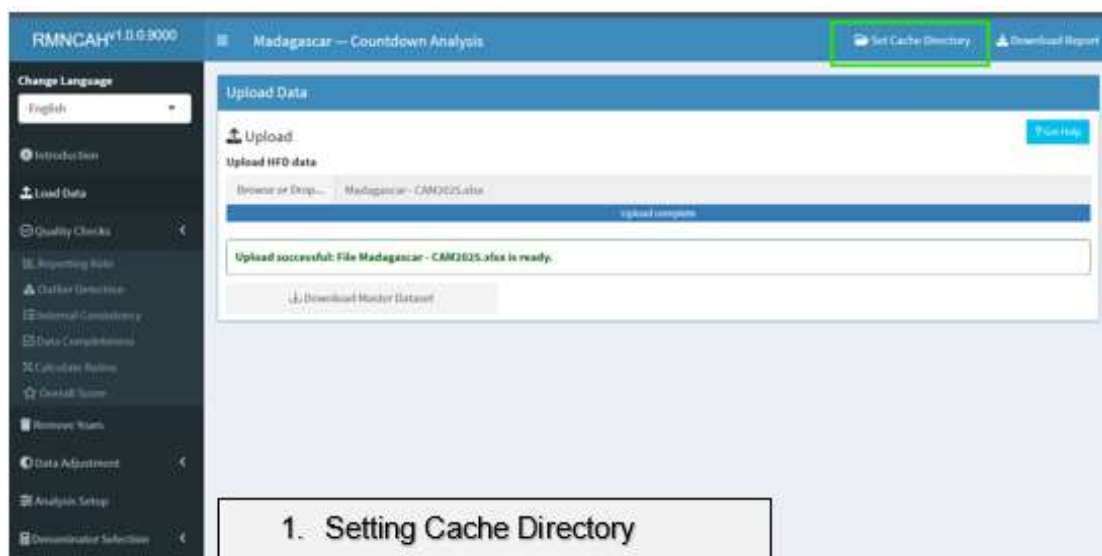 RMNCAH v1.0.0.9000
Madagascar — Countdown Analysis
Set Cache Directory
Download Report
Change Language
English
Introduction
Load Data
Quality Checks
Reporting Rate
Outlier Detection
Internal Consistency
Data Completeness
Calculate Ratios
Overall Score
Remove Years
Data Adjustment
Analysis Setup
Denominator Selection
Upload Data
Upload
Get Help
Upload HFD data
Browse or Drop... Madagascar - CAM2025.xlsx
Upload complete
Upload successful: File Madagascar - CAM2025.xlsx is ready.
Download Master Dataset
1. Setting Cache Directory